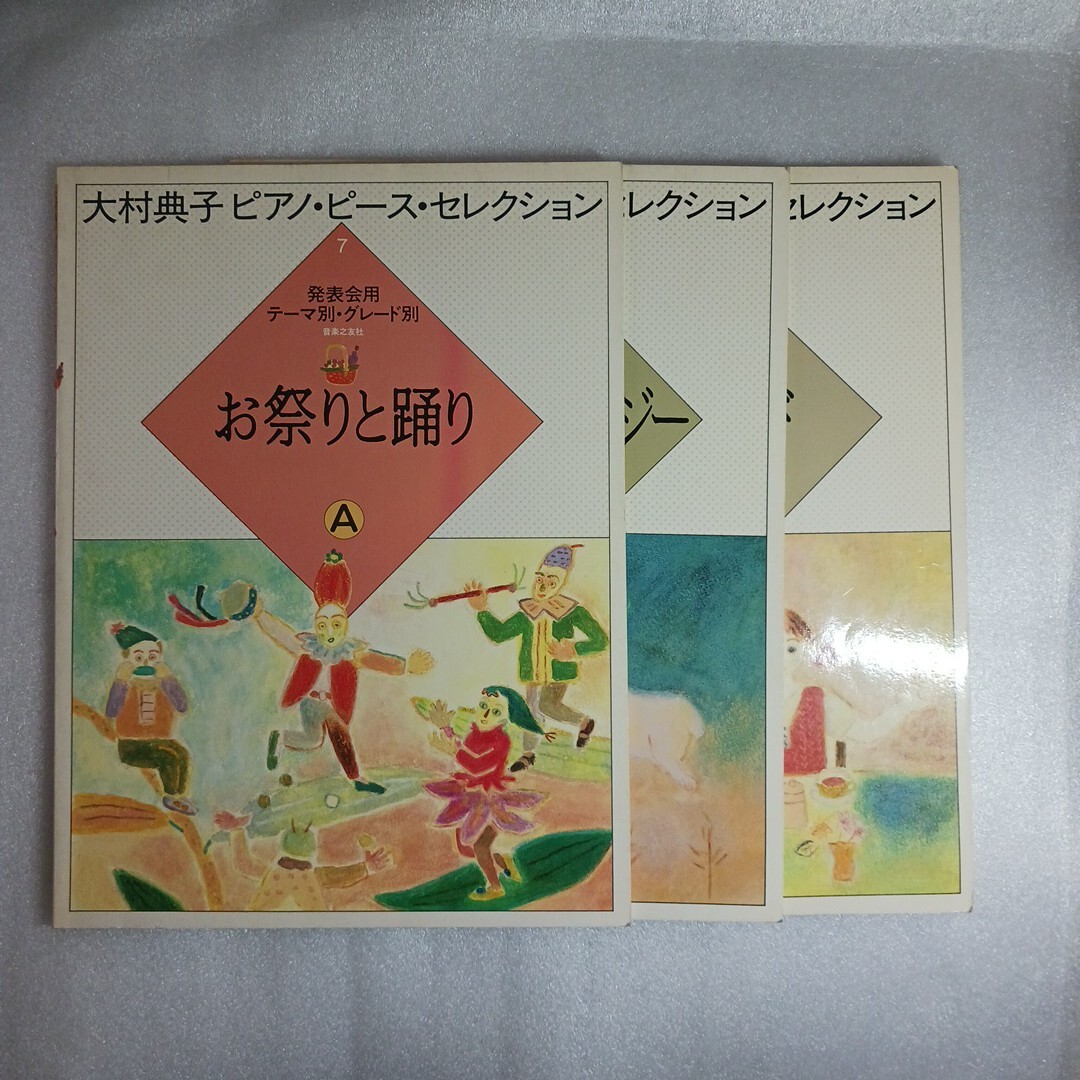 大村典子 ピアノ・ピース・セレクション
7
発表会用
テーマ別・グレード別
音楽之友社
お祭りと踊り
A
セレクション
ジー
セレクション